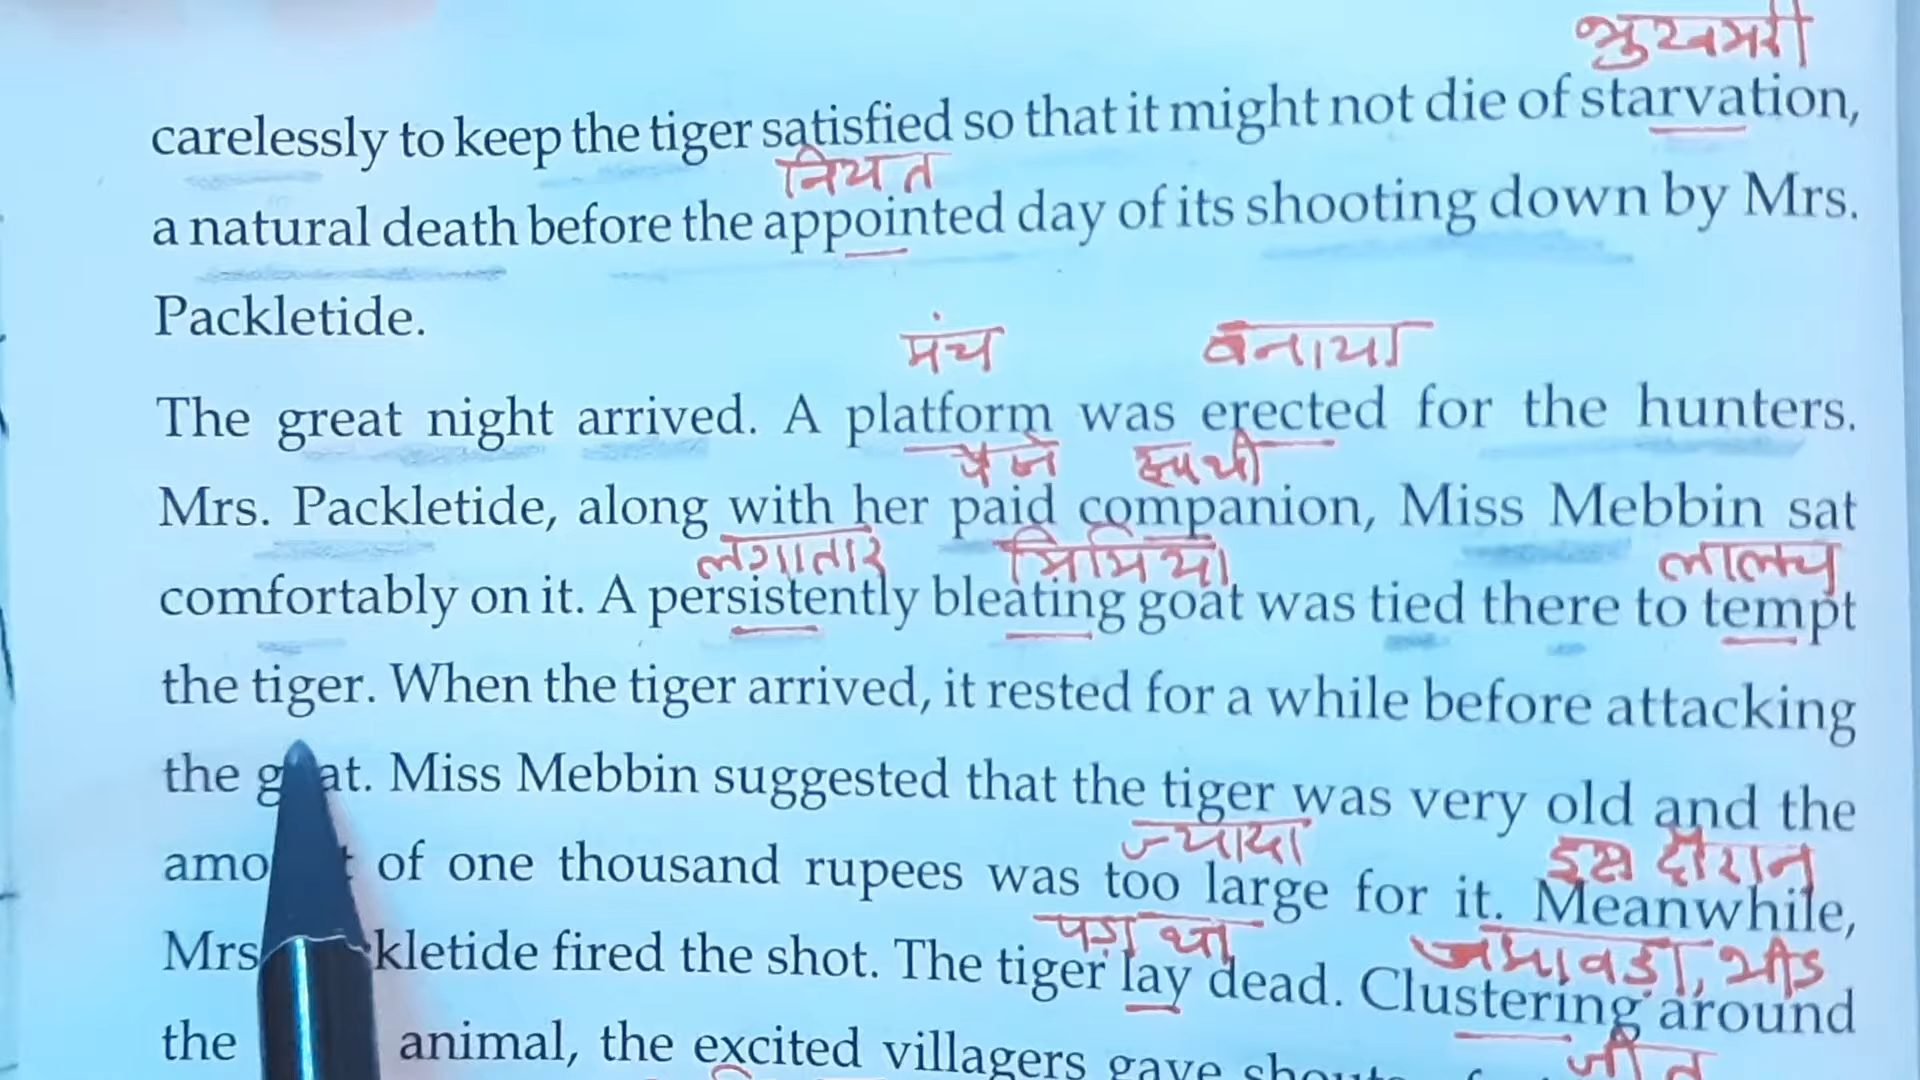 भुखमरी
carelessly to keep the tiger satisfied so that it might not die of starvation,
नियत
a natural death before the appointed day of its shooting down by Mrs.
Packletide.
मंच बनाया
The great night arrived. A platform was erected for the hunters.
साथी
Mrs. Packletide, along with her paid companion, Miss Mebbin sat
लगातार मिमिया लालच
comfortably on it. A persistently bleating goat was tied there to tempt
the tiger. When the tiger arrived, it rested for a while before attacking
the g at. Miss Mebbin suggested that the tiger was very old and the
ज्यादा इस दौरान
amo t of one thousand rupees was too large for it. Meanwhile,
Mrs kletide fired the shot. The tiger lay dead. Clustering around
जमावड़ा, भीड़
the animal, the excited villagers gave
जीत